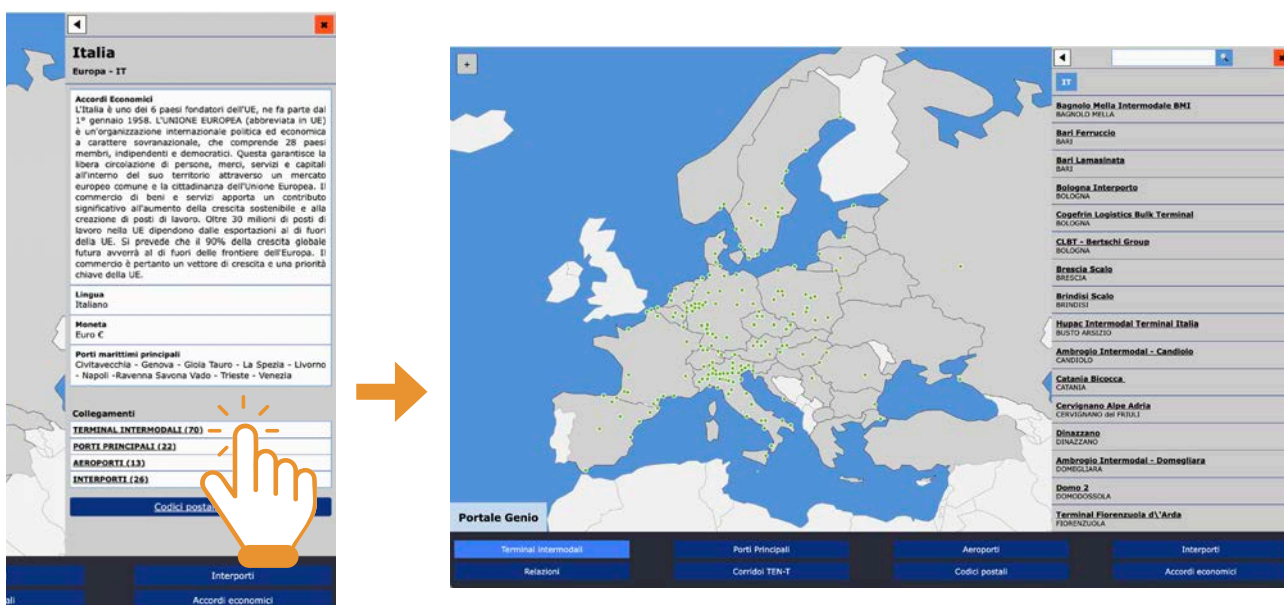 Italia
Europa - IT
Accordi Economici
L'Italia è uno dei 6 paesi fondatori dell'UE, ne fa parte dal
1° gennaio 1958. L'UNIONE EUROPEA (abbreviata in UE)
è un'organizzazione internazionale politica ed economica
a carattere sovranazionale, che comprende 28 paesi
membri, indipendenti e democratici. Questa garantisce la
libera circolazione di persone, merci, servizi e capitali
all'interno del suo territorio attraverso un mercato
europeo comune e la cittadinanza dell'Unione Europea. Il
commercio di beni e servizi apporta un contributo
significativo all'aumento della crescita sostenibile e alla
creazione di posti di lavoro. Oltre 30 milioni di posti di
lavoro nella UE dipendono dalle esportazioni al di fuori
della UE. Si prevede che il 90% della crescita globale
futura avverrà al di fuori delle frontiere dell'Europa. Il
commercio è pertanto un vettore di crescita e una priorità
chiave della UE.
Lingua
Italiano
Moneta
Euro €
Porti marittimi principali
Civitavecchia - Genova - Gioia Tauro - La Spezia - Livorno
- Napoli -Ravenna Savona Vado - Trieste - Venezia
Collegamenti
TERMINAL INTERMODALI (70)
PORTI PRINCIPALI (22)
AEROPORTI (13)
INTERPORTI (26)
Codici postal
Interporti
ali
Accordi economici
+
IT
Bagnolo Mella Intermodale BMI
BAGNOLO MELLA
Bari Ferruccio
BARI
Bari Lamasinata
BARI
Bologna Interporto
BOLOGNA
Cogefrin Logistics Bulk Terminal
BOLOGNA
CLBT - Bertschi Group
BOLOGNA
Brescia Scalo
BRESCIA
Brindisi Scalo
BRINDISI
Hupac Intermodal Terminal Italia
BUSTO ARSIZIO
Ambrogio Intermodal - Candiolo
CANDIOLO
Catania Bicocca
CATANIA
Cervignano Alpe Adria
CERVIGNANO del FRIULI
Dinazzano
DINAZZANO
Ambrogio Intermodal - Domegliara
DOMEGLIARA
Domo 2
DOMODOSSOLA
Terminal Fiorenzuola d\'Arda
FIORENZUOLA
Portale Genio
Terminal intermodali
Porti Principali
Aeroporti
Interporti
Relazioni
Corridoi TEN-T
Codici postali
Accordi economici